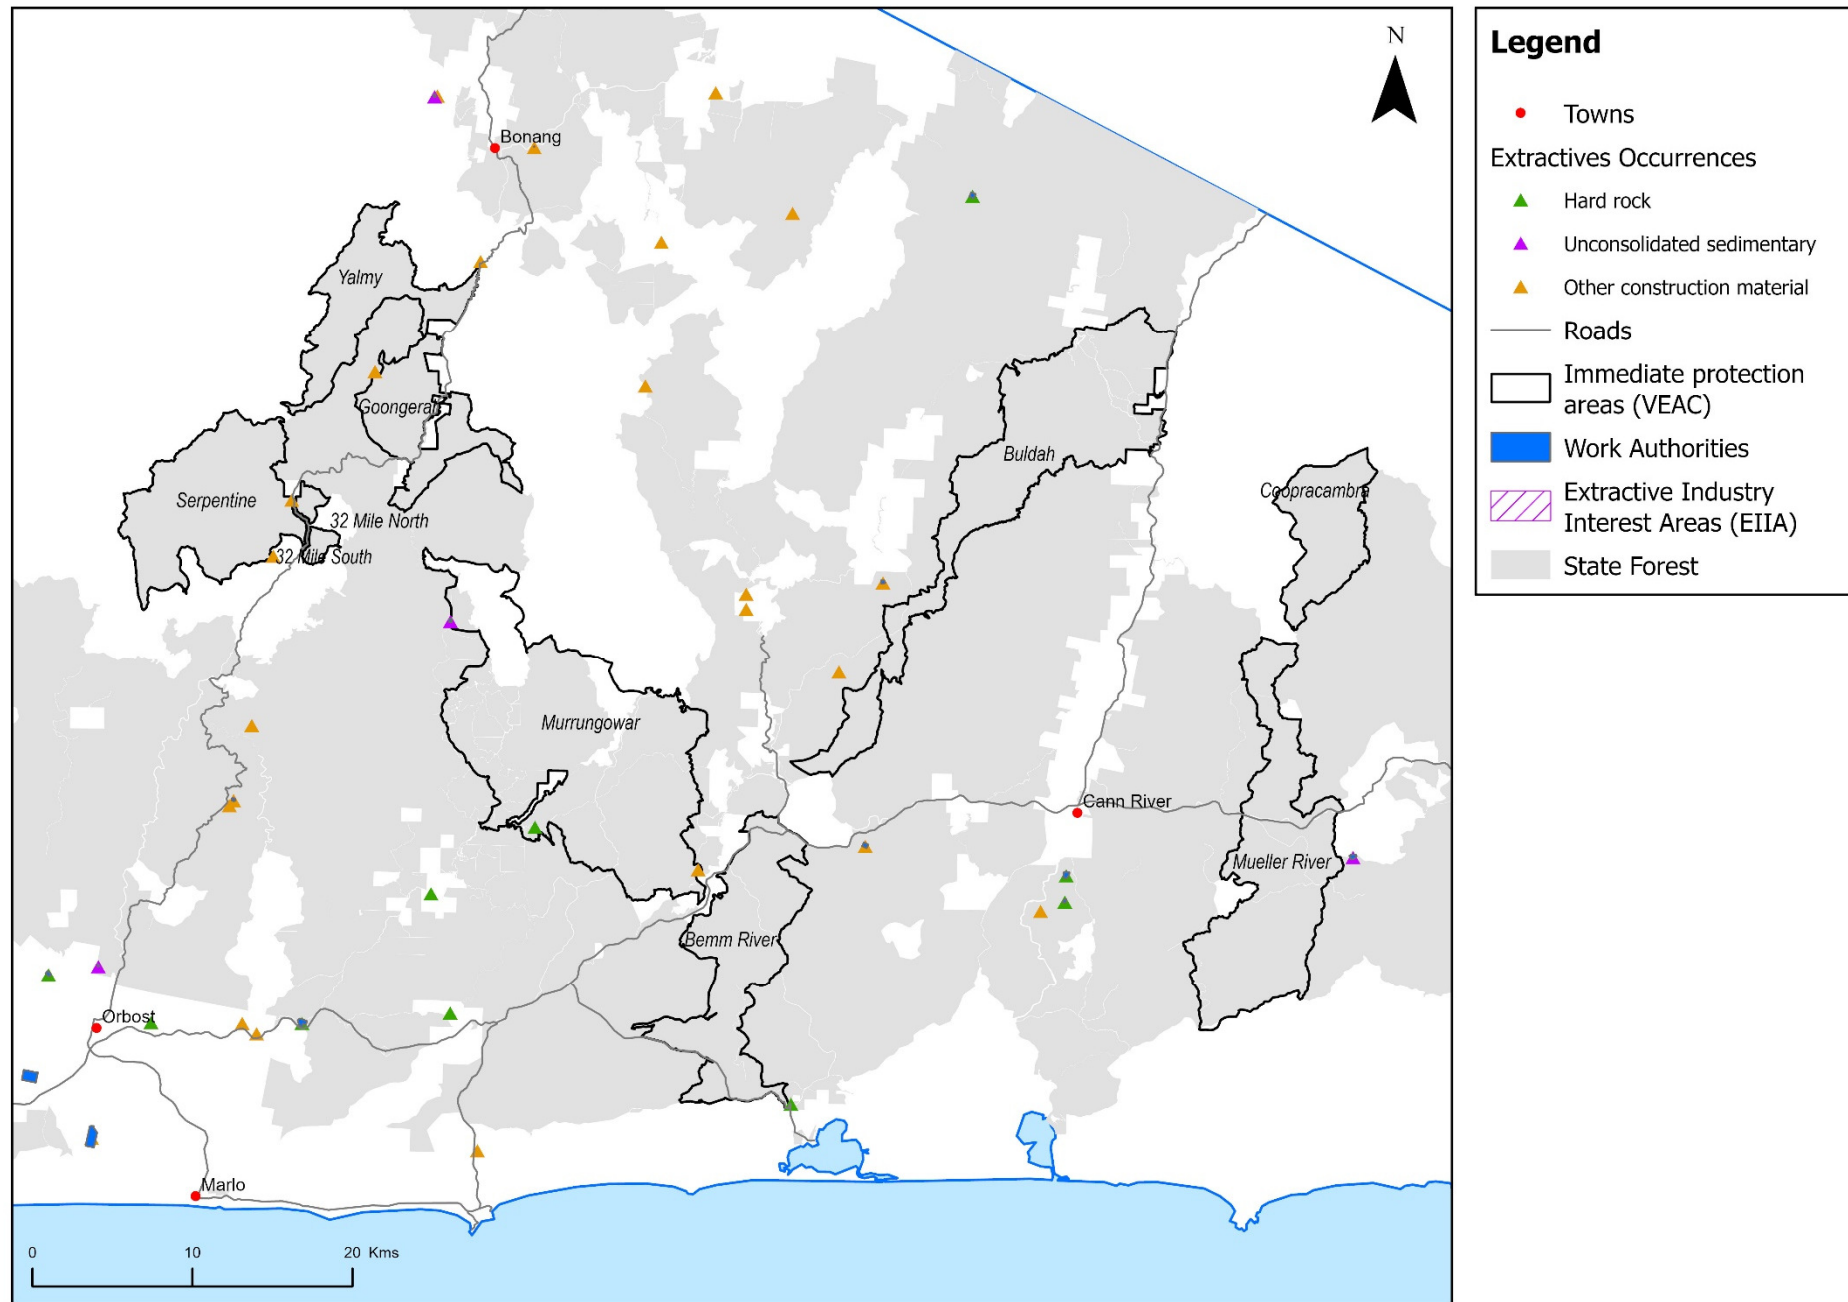 N
Bonang
Yalmy
Goongerah
Serpentine
32 Mile North
32 Mile South
Buldah
Coopracambra
Murrungowar
Cann River
Mueller River
Bemm River
Orbost
Marlo
0 10 20 Kms
Legend
Towns
Extractives Occurrences
Hard rock
Unconsolidated sedimentary
Other construction material
Roads
Immediate protection
areas (VEAC)
Work Authorities
Extractive Industry
Interest Areas (EIIA)
State Forest